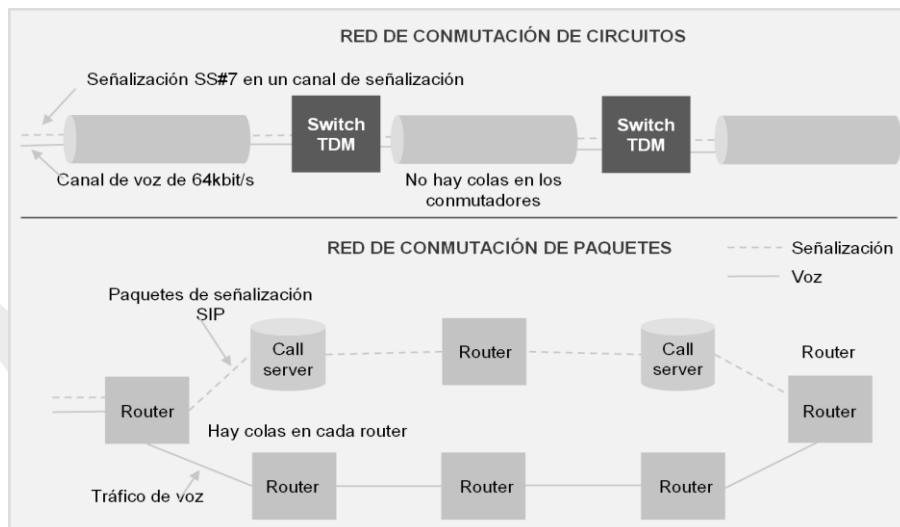 RED DE CONMUTACIÓN DE CIRCUITOS
Señalización SS#7 en un canal de señalización
Switch
TDM
Switch
TDM
Canal de voz de 64kbit/s
No hay colas en los
conmutadores
RED DE CONMUTACIÓN DE PAQUETES
Señalización
Voz
Paquetes de señalización
SIP
Call
server
Router
Call
server
Router
Router
Router
Hay colas en cada router
Tráfico de voz
Router
Router
Router